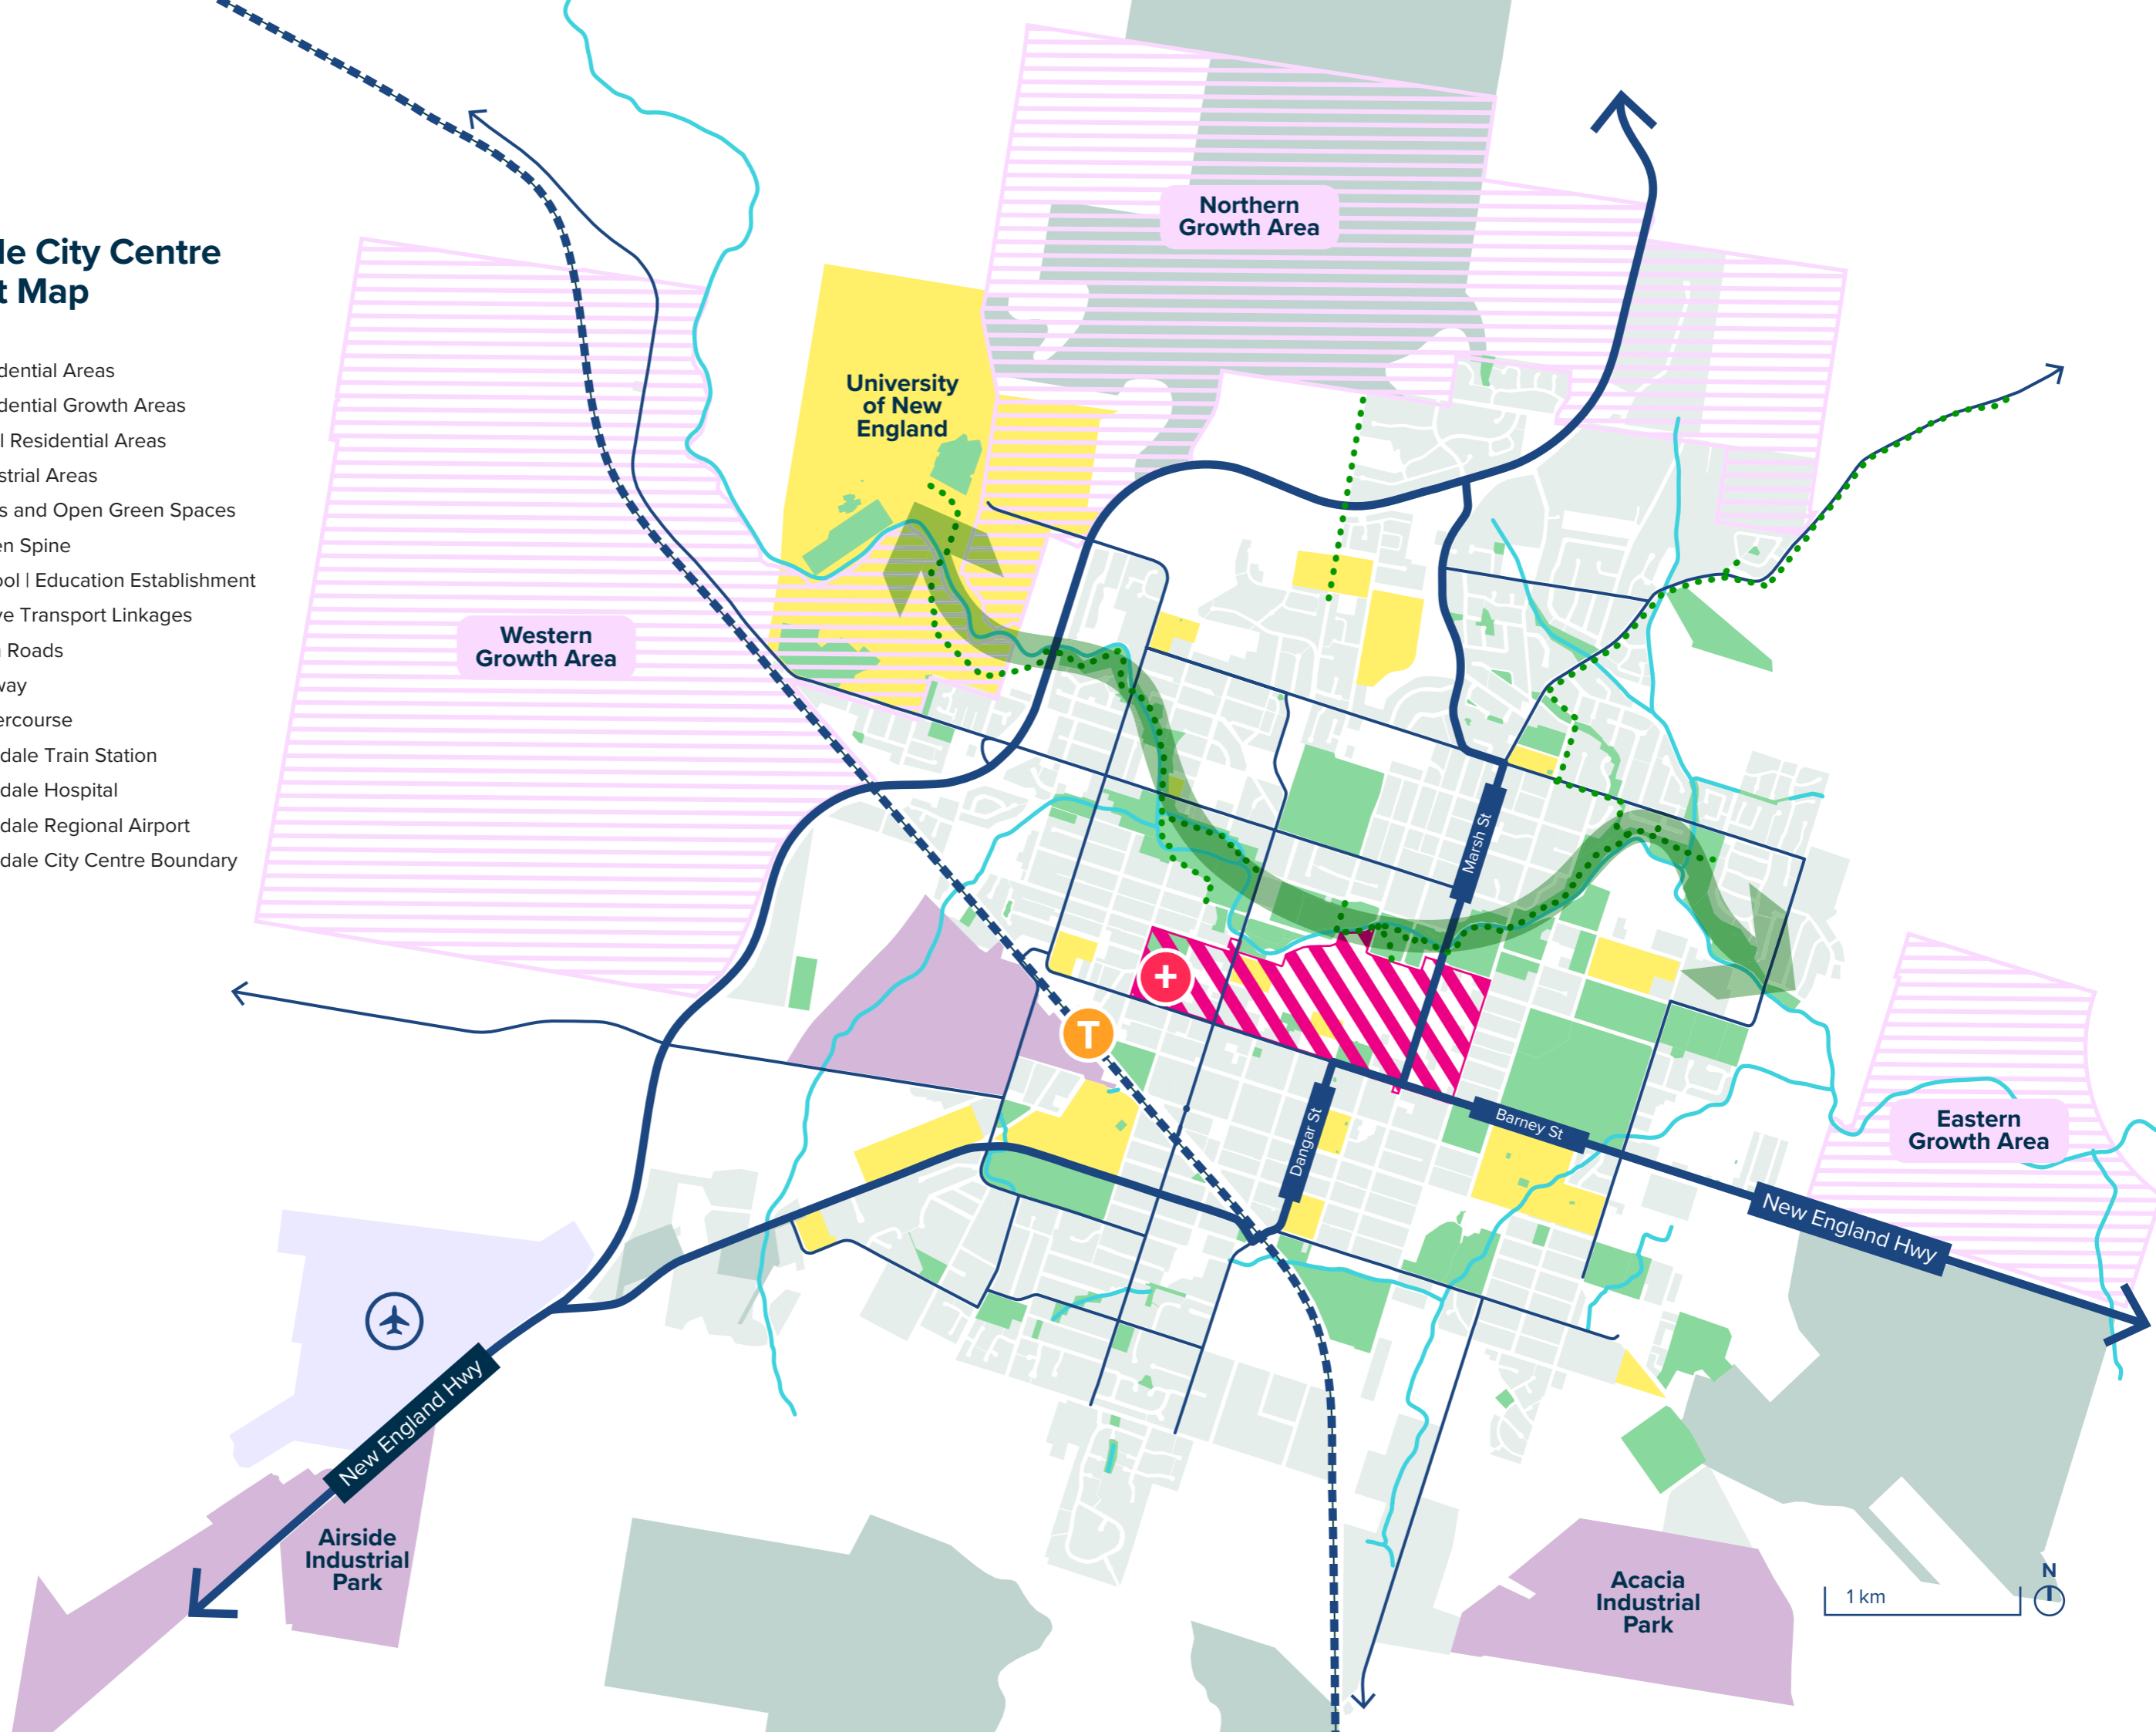 le City Centre
t Map
dential Areas
dential Growth Areas
l Residential Areas
strial Areas
s and Open Green Spaces
en Spine
ool | Education Establishment
ve Transport Linkages
n Roads
way
ercourse
dale Train Station
dale Hospital
dale Regional Airport
dale City Centre Boundary
Northern
Growth Area
University
of New
England
Western
Growth Area
Marsh St
T
Dangar St
Barney St
Eastern
Growth Area
New England Hwy
New England Hwy
Airside
Industrial
Park
Acacia
Industrial
Park
1 km
N